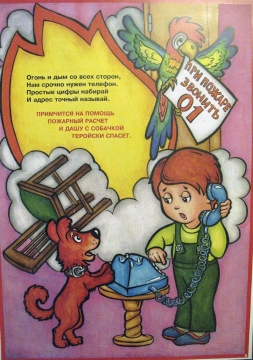 ПРИ ПОЖАРЕ
ЗВОНИТЬ
01
Огонь и дым со всех сторон,
Нам срочно нужен телефон.
Простые цифры набирай
И адрес точный называй.
ПРИМЧИТСЯ НА ПОМОЩЬ
ПОЖАРНЫЙ РАСЧЕТ
И ДАШУ С СОБАЧКОЙ
ГЕРОЙСКИ СПАСЕТ.